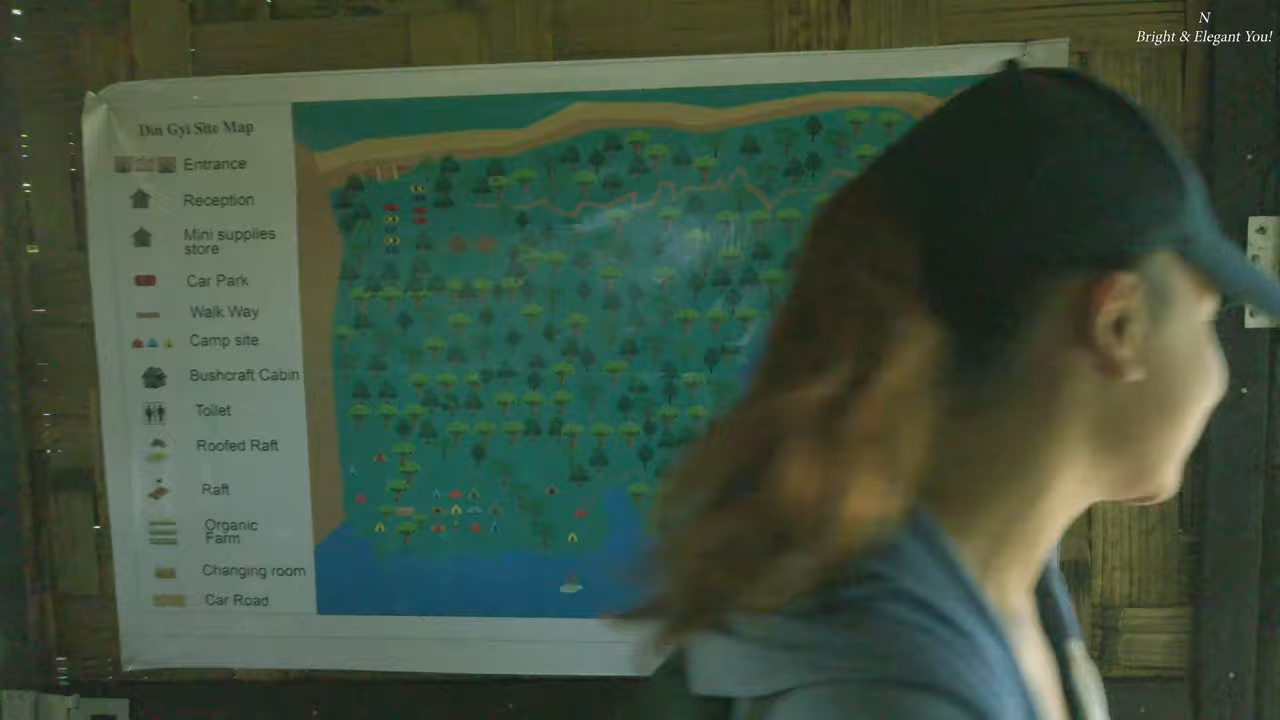 N
Bright & Elegant You!
Din Gyi Site Map
Entrance
Reception
Mini supplies
store
Car Park
Walk Way
Camp site
Bushcraft Cabin
Toilet
Roofed Raft
Raft
Organic
Farm
Changing room
Car Road